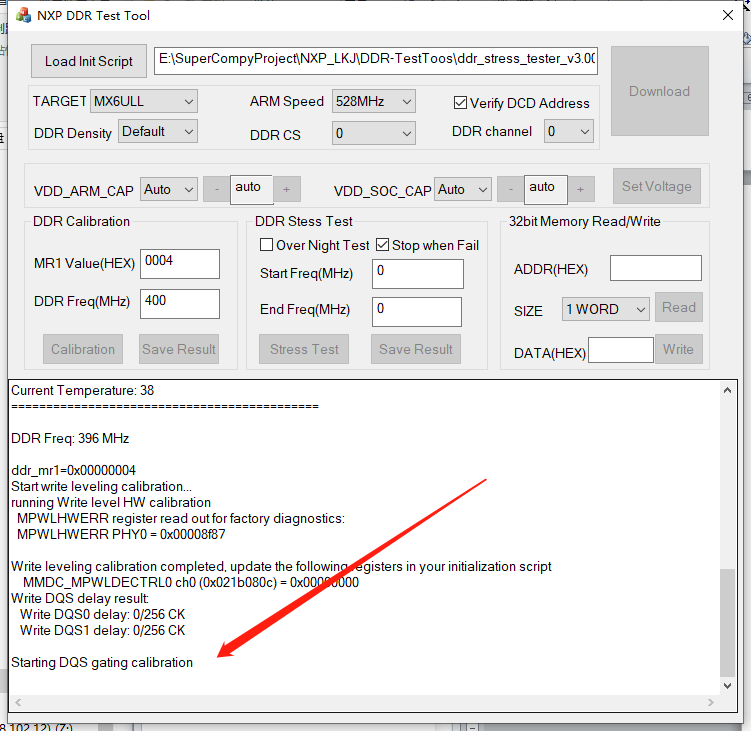 NXP DDR Test Tool
Load Init Script E:\SuperCompyProject\NXP_LKJ\DDR-TestToos\ddr_stress_tester_v3.00
Download
TARGET MX6ULL ARM Speed 528MHz Verify DCD Address
DDR Density Default DDR CS 0 DDR channel 0
VDD_ARM_CAP Auto - auto + VDD_SOC_CAP Auto - auto + Set Voltage
DDR Calibration DDR Stess Test 32bit Memory Read/Write
Over Night Test Stop when Fail
MR1 Value(HEX) 0004 Start Freq(MHz) 0 ADDR(HEX)
DDR Freq(MHz) 400 End Freq(MHz) 0 SIZE 1 WORD Read
Calibration Save Result Stress Test Save Result DATA(HEX) Write
Current Temperature: 38
============================================
DDR Freq: 396 MHz
ddr_mr1=0x00000004
Start write leveling calibration...
running Write level HW calibration
MPWLHWERR register read out for factory diagnostics:
MPWLHWERR PHY0 = 0x00008f87
Write leveling calibration completed, update the following registers in your initialization script
MMDC_MPWLDECTRL0 ch0 (0x021b080c) = 0x00000000
Write DQS delay result:
Write DQS0 delay: 0/256 CK
Write DQS1 delay: 0/256 CK
Starting DQS gating calibration
8.102.12) (Z:)